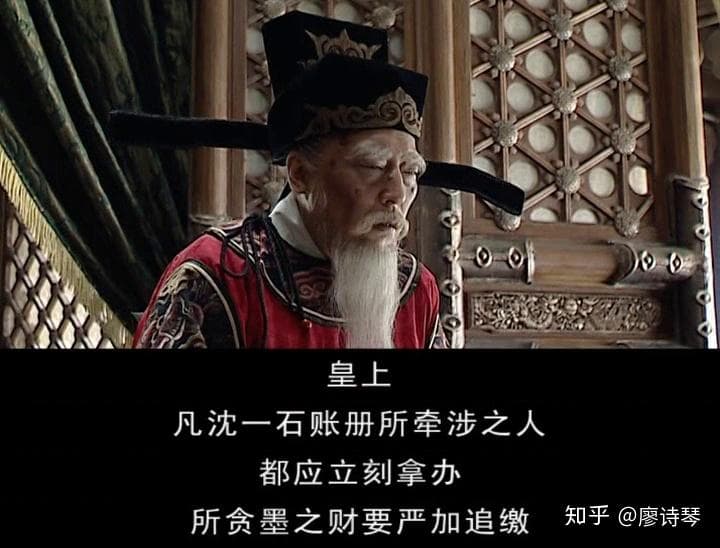 皇上
凡沈一石账册所牵涉之人
都应立刻拿办
所贪墨之财要严加追缴
知乎 @廖诗琴